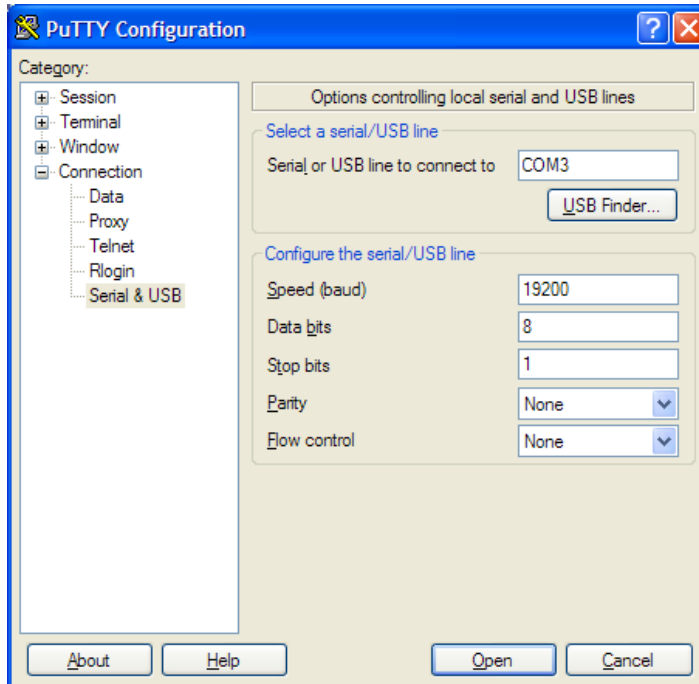 PuTTY Configuration
Category:
Session
Terminal
Window
Connection
Data
Proxy
Telnet
Rlogin
Serial & USB
Options controlling local serial and USB lines
Select a serial/USB line
Serial or USB line to connect to COM3
USB Finder...
Configure the serial/USB line
Speed (baud) 19200
Data bits 8
Stop bits 1
Parity None
Flow control None
About Help Open Cancel